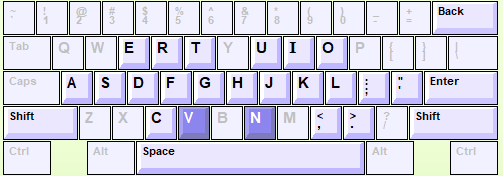 ~ ` ! 1 @ 2 # 3 $ 4 % 5 ^ 6 & 7 * 8 ( 9 ) 0 _ - + = Back
Tab Q W E R T Y U I O P { [ } ] | \
Caps A S D F G H J K L : ; " ' Enter
Shift Z X C V B N M < , > . ? / Shift
Ctrl Alt Space Alt Ctrl